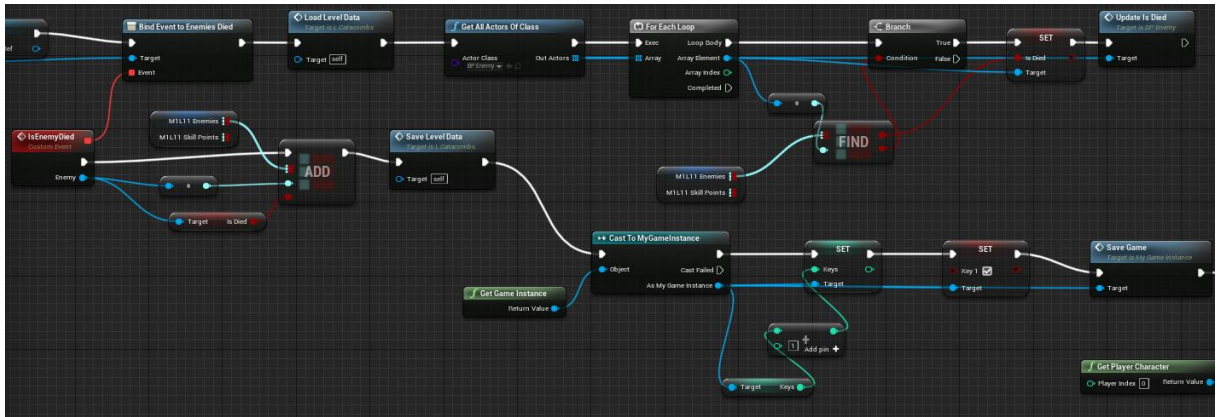 ef
Bind Event to Enemies Died
Target
Event
Load Level Data
Target is L Catacombs
Target self
Get All Actors Of Class
Actor Class
BP Enemy
Out Actors
For Each Loop
Exec
Loop Body
Array
Array Element
Array Index
Completed
Branch
True
Condition
False
SET
Is Died
Target
Update Is Died
Target is BP Enemy
Target
IsEnemyDied
Custom Event
Enemy
M1L11 Enemies
M1L11 Skill Points
ADD
Target
Is Died
Save Level Data
Target is L Catacombs
Target self
M1L11 Enemies
M1L11 Skill Points
FIND
Cast To MyGameInstance
Object
Cast Failed
As My Game Instance
Get Game Instance
Return Value
SET
Keys
Target
SET
Key 1
Target
Save Game
Target is My Game Instance
Target
1
Add pin +
Target
Keys
Get Player Character
Player Index 0
Return Value